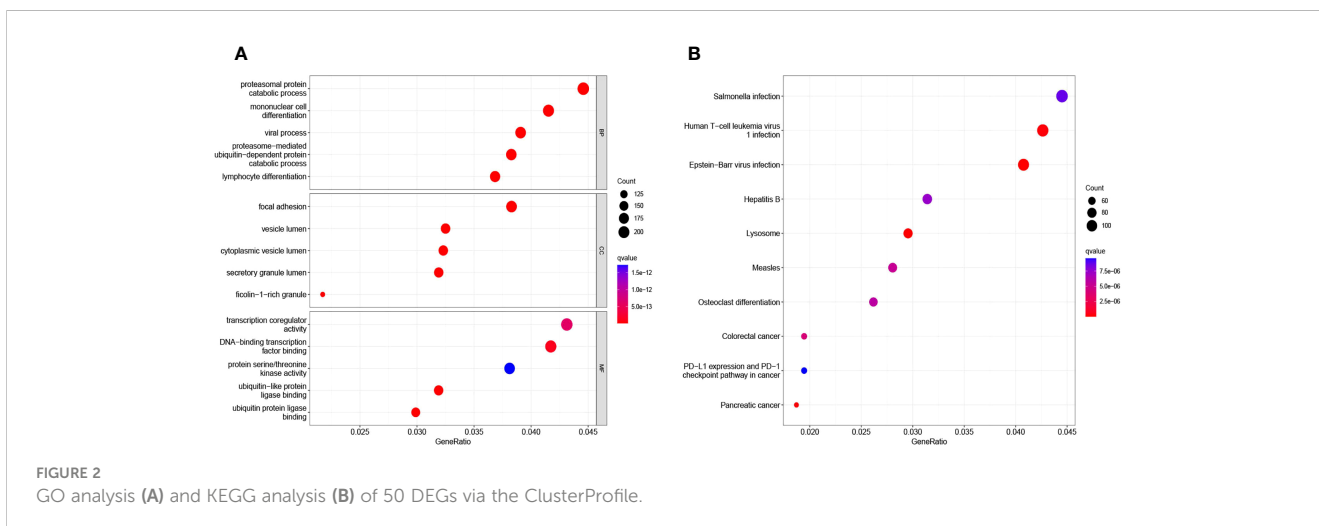 A
proteasomal protein
catabolic process
mononuclear cell
differentiation
viral process
proteasome-mediated
ubiquitin-dependent protein
catabolic process
lymphocyte differentiation
BP
focal adhesion
vesicle lumen
cytoplasmic vesicle lumen
secretory granule lumen
ficolin-1-rich granule
CC
transcription coregulator
activity
DNA-binding transcription
factor binding
protein serine/threonine
kinase activity
ubiquitin-like protein
ligase binding
ubiquitin protein ligase
binding
MF
0.025 0.030 0.035 0.040 0.045
GeneRatio
Count
125
150
175
200
qvalue
1.5e-12
1.0e-12
5.0e-13
B
Salmonella infection
Human T-cell leukemia virus
1 infection
Epstein-Barr virus infection
Hepatitis B
Lysosome
Measles
Osteoclast differentiation
Colorectal cancer
PD-L1 expression and PD-1
checkpoint pathway in cancer
Pancreatic cancer
0.020 0.025 0.030 0.035 0.040 0.045
GeneRatio
Count
60
80
100
qvalue
7.5e-06
5.0e-06
2.5e-06
FIGURE 2
GO analysis (A) and KEGG analysis (B) of 50 DEGs via the ClusterProfile.